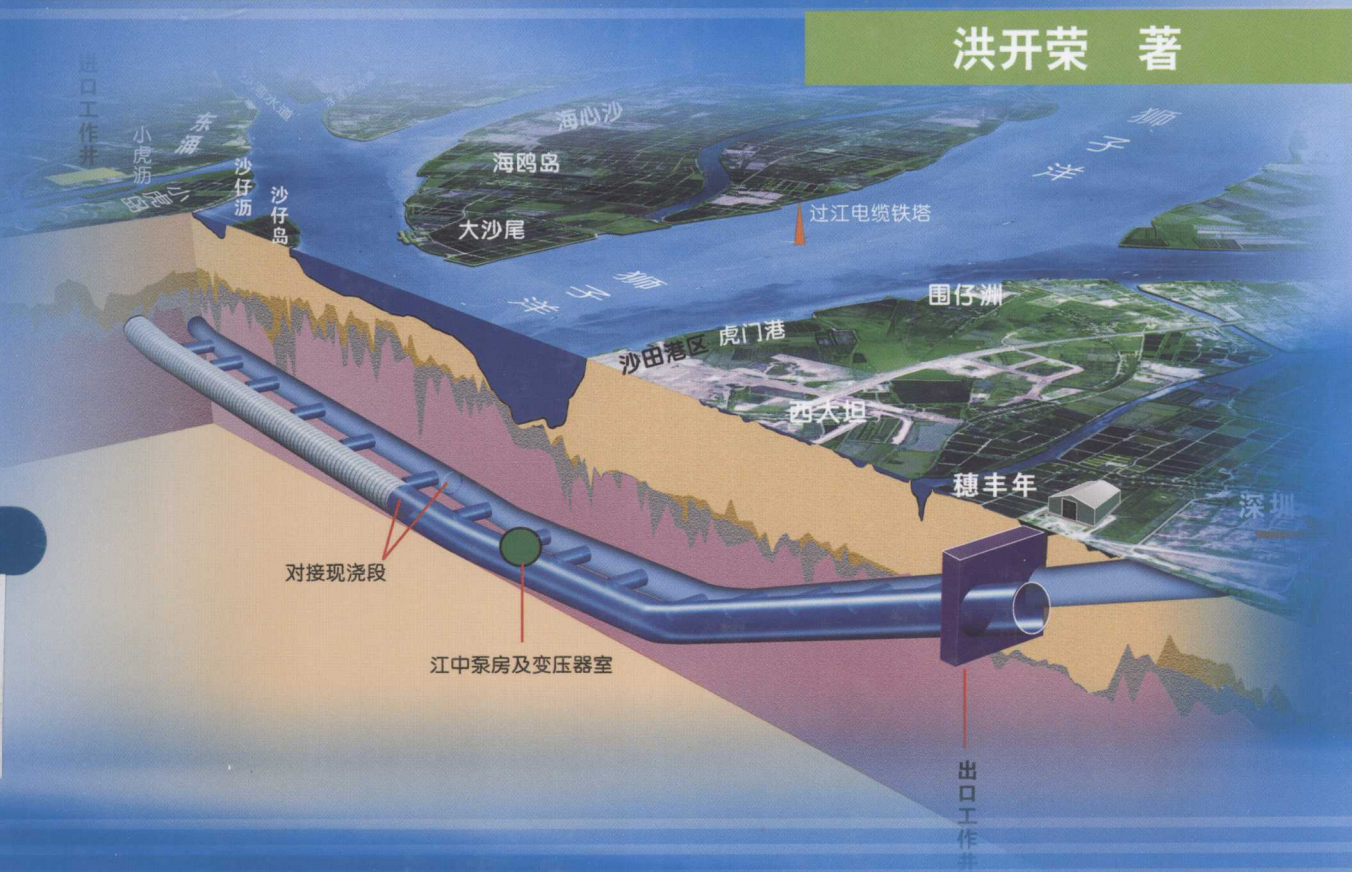 洪开荣 著
进口工作井
小虎沥
东涌
小虎岛
沙仔沥
沙仔岛
海心沙
海鸥岛
大沙尾
狮子洋
过江电缆铁塔
狮子洋
围仔洲
虎门港
沙田港区
西大坦
穗丰年
深圳
对接现浇段
江中泵房及变压器室
出口工作井